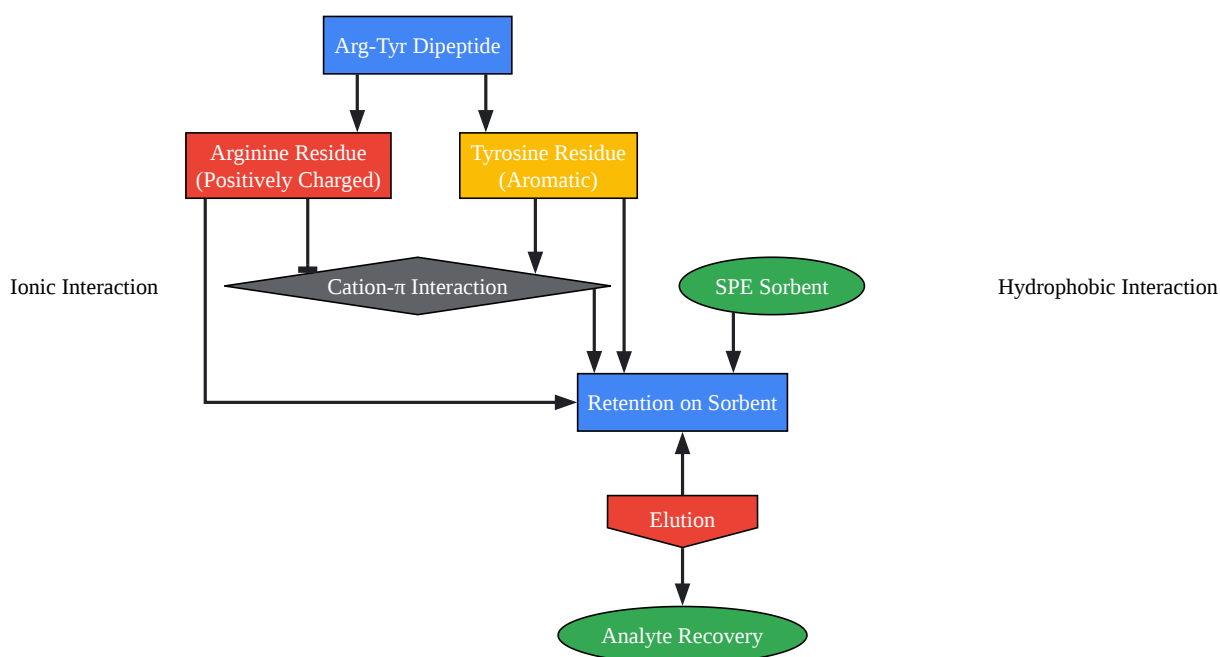 Arg-Tyr Dipeptide
Arginine Residue
(Positively Charged)
Tyrosine Residue
(Aromatic)
Ionic Interaction
Cation-π Interaction
SPE Sorbent
Hydrophobic Interaction
Retention on Sorbent
Elution
Analyte Recovery